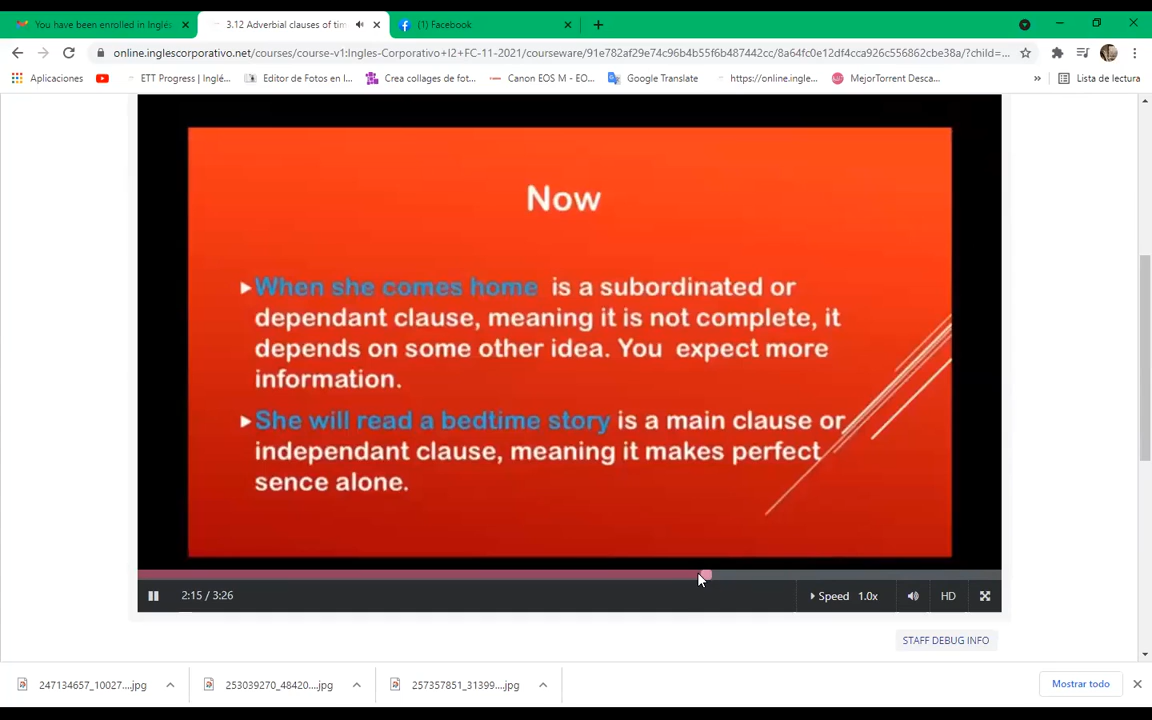 You have been enrolled in Inglés
3.12 Adverbial clauses of tim
(1) Facebook
online.inglescorporativo.net/courses/course-v1:Ingles-Corporativo+I2+FC-11-2021/courseware/91e782af29e74c96b4b55f6b487442cc/8a64fc0e12df4cca926c556862cbe38a/?child=...
Aplicaciones
ETT Progress | Inglé...
Editor de Fotos en l...
Crea collages de fot...
Canon EOS M - EO...
Google Translate
https://online.ingle...
MejorTorrent Desca...
»
Lista de lectura
Now
When she comes home is a subordinated or
dependant clause, meaning it is not complete, it
depends on some other idea. You expect more
information.
She will read a bedtime story is a main clause or
independant clause, meaning it makes perfect
sence alone.
2:15 / 3:26
Speed 1.0x
HD
STAFF DEBUG INFO
247134657_10027....jpg
253039270_48420....jpg
257357851_31399....jpg
Mostrar todo